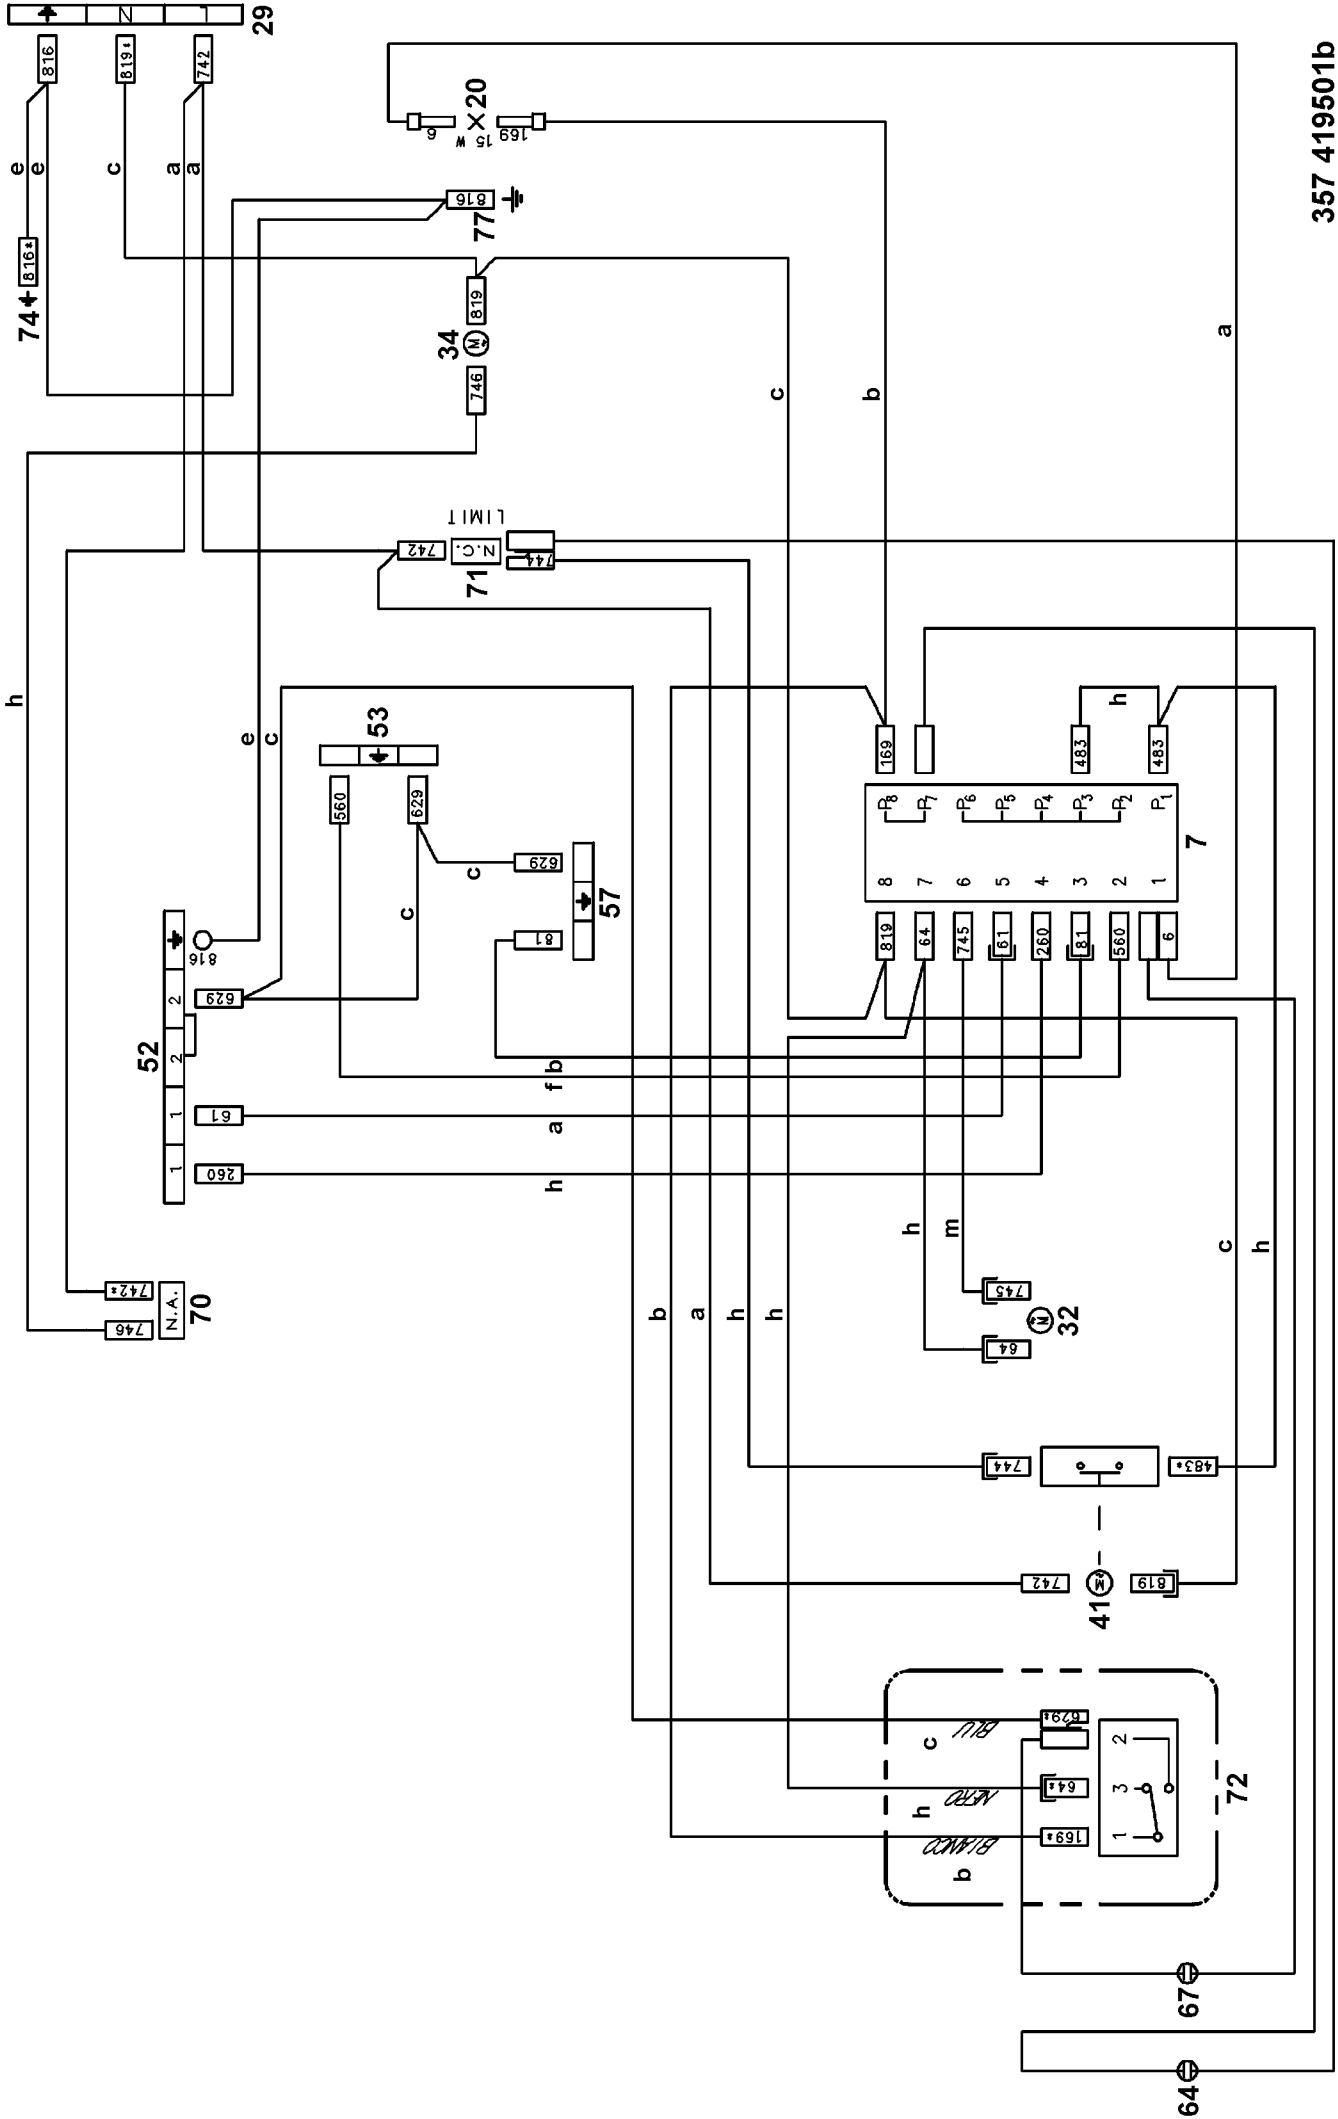 29
L
N
816
819*
742
e
e
c
a
a
816*
74
20
6
15 W
169
816
77
819
34
M
746
357 419501b
a
c
b
h
LIMIT
742
N.C.
744
71
e
c
53
560
629
c
c
629
81
57
169
483
483
h
P8
P7
P6
P5
P4
P3
P2
P1
8
7
6
5
4
3
2
1
7
819
64
745
61
260
81
560
6
816
2
2
1
1
629
61
260
52
b
f
a
h
742*
746
N.A.
70
h
m
c
h
b
a
h
h
745
64
M
32
744
483*
742
M
819
41
BLU
NERO
BIANCO
c
h
b
629*
64*
169*
2
3
1
72
67
64